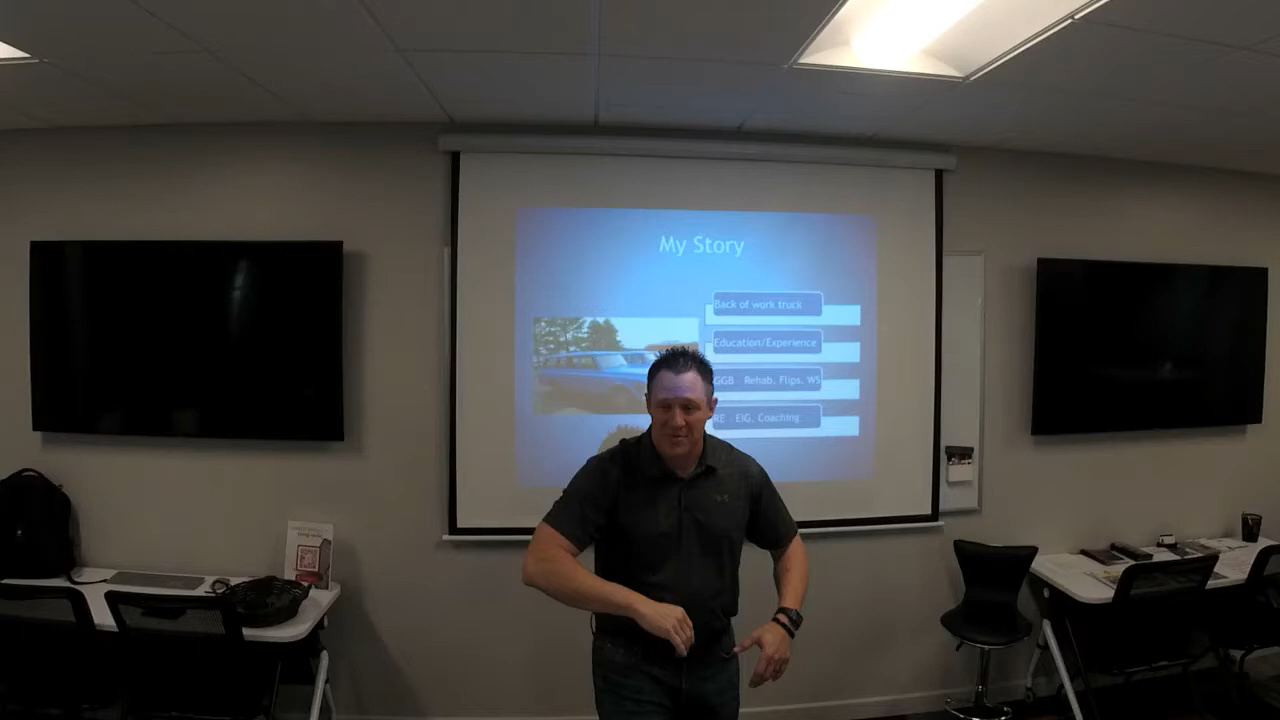 My Story
Back of work truck
Education/Experience
GGB - Rehab, Flips, WS
RE - EIG, Coaching